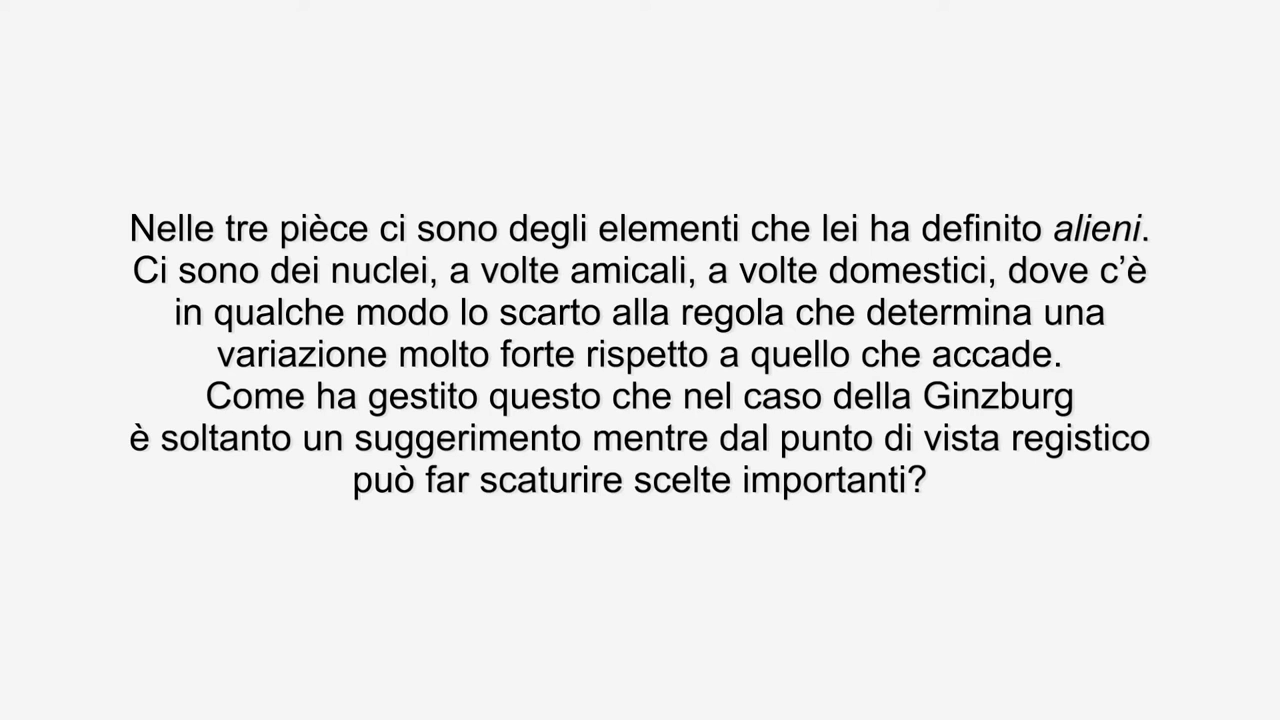 Nelle tre pièce ci sono degli elementi che lei ha definito alieni.
Ci sono dei nuclei, a volte amicali, a volte domestici, dove c’è
in qualche modo lo scarto alla regola che determina una
variazione molto forte rispetto a quello che accade.
Come ha gestito questo che nel caso della Ginzburg
è soltanto un suggerimento mentre dal punto di vista registico
può far scaturire scelte importanti?